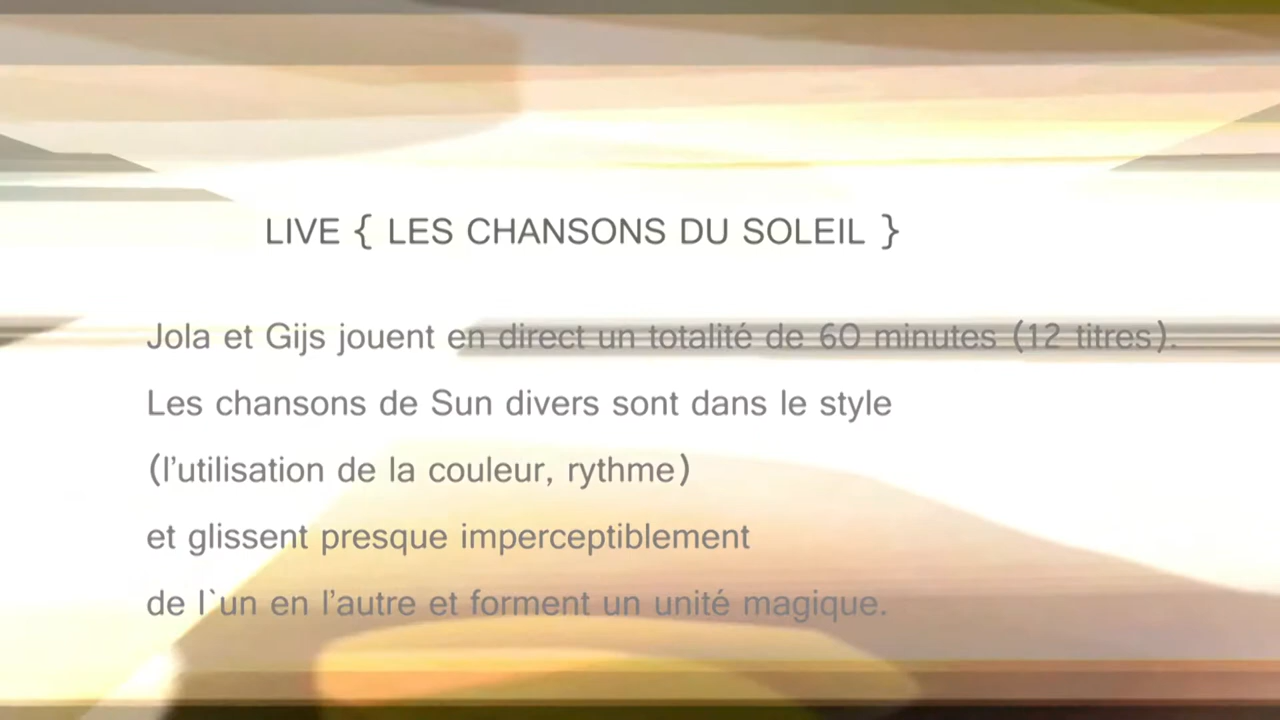 LIVE { LES CHANSONS DU SOLEIL }
Jola et Gijs jouent en direct un totalité de 60 minutes (12 titres).
Les chansons de Sun divers sont dans le style
(l’utilisation de la couleur, rythme)
et glissent presque imperceptiblement
de l`un en l’autre et forment un unité magique.